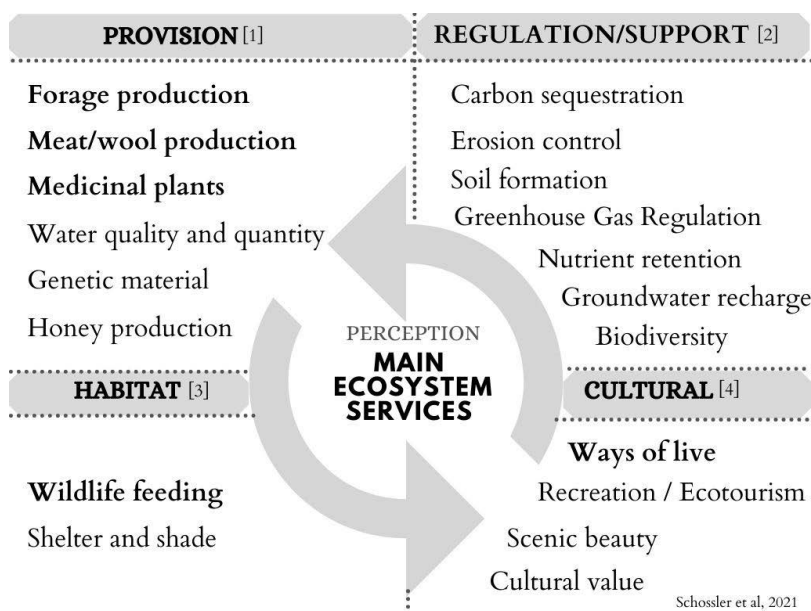 PROVISION [1]
Forage production
Meat/wool production
Medicinal plants
Water quality and quantity
Genetic material
Honey production
REGULATION/SUPPORT [2]
Carbon sequestration
Erosion control
Soil formation
Greenhouse Gas Regulation
Nutrient retention
Groundwater recharge
Biodiversity
PERCEPTION
MAIN
ECOSYSTEM
SERVICES
HABITAT [3]
Wildlife feeding
Shelter and shade
CULTURAL [4]
Ways of live
Recreation / Ecotourism
Scenic beauty
Cultural value
Schossler et al, 2021